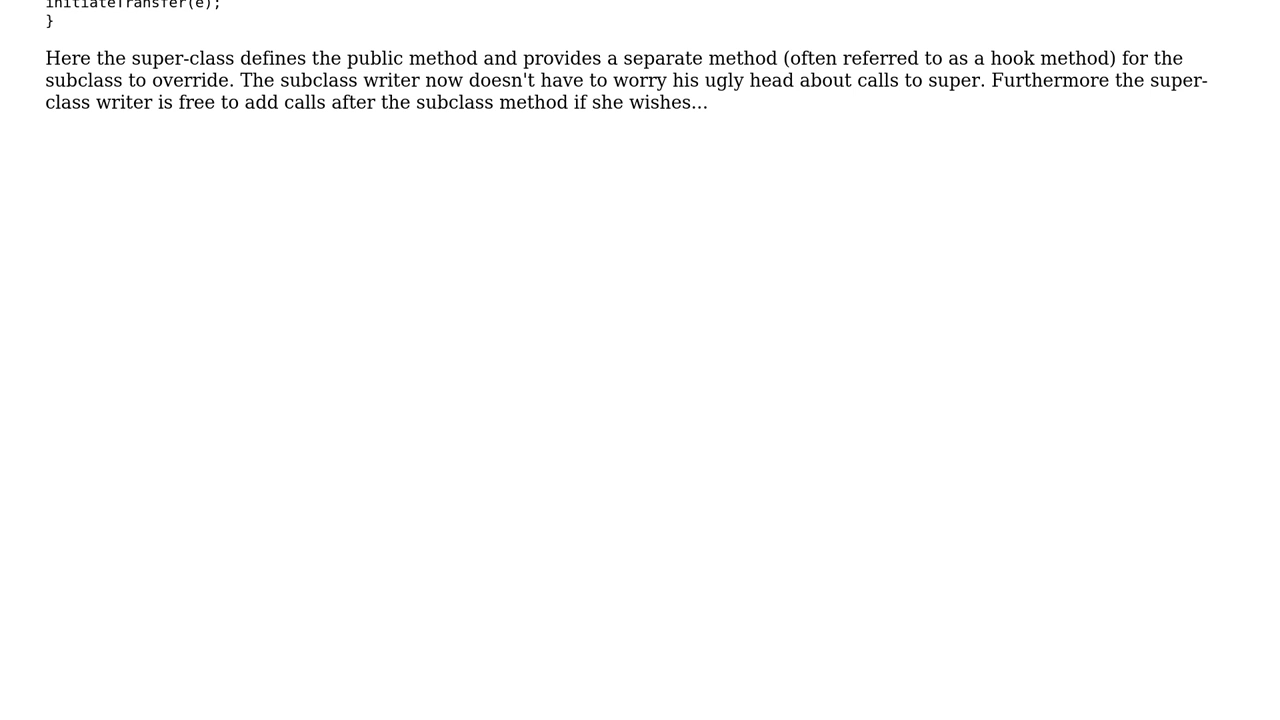 initiateTransfer(e);
}
Here the super-class defines the public method and provides a separate method (often referred to as a hook method) for the
subclass to override. The subclass writer now doesn't have to worry his ugly head about calls to super. Furthermore the super-
class writer is free to add calls after the subclass method if she wishes...